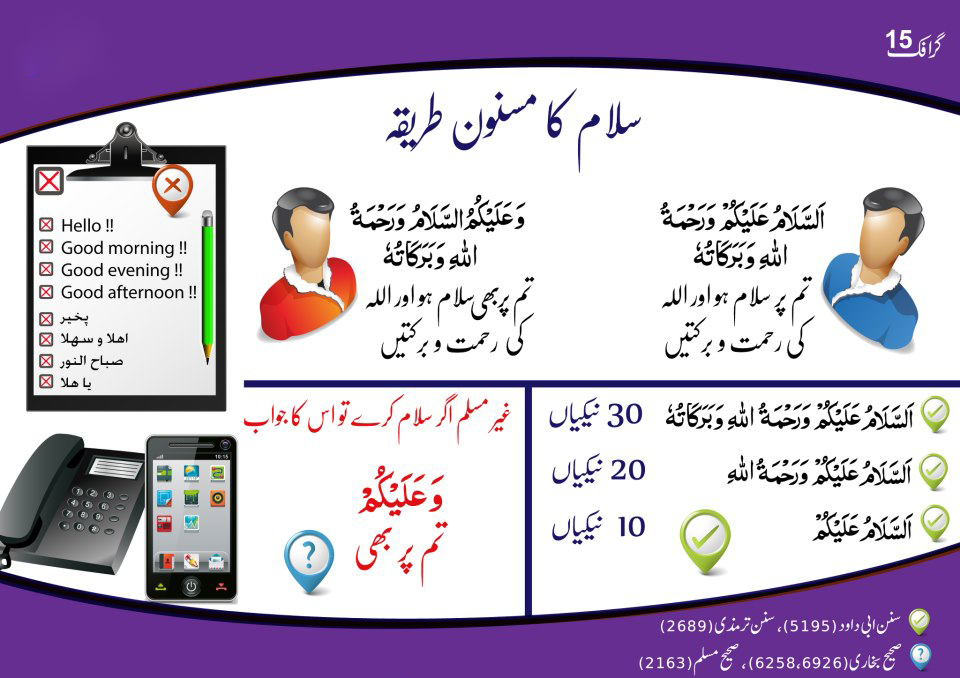 گرافک 15
سلام کا مسنون طریقہ
اَلسَّلَامُ عَلَیْکُمْ وَرَحْمَةُ
اللهِ وَبَرَکَاتُهُ
تم پر سلام ہو اور اللہ
کی رحمت و برکتیں
وَعَلَیْکُمُ السَّلَامُ وَرَحْمَةُ
اللهِ وَبَرَکَاتُهُ
تم پر بھی سلام ہو اور اللہ
کی رحمت و برکتیں
Hello !!
Good morning !!
Good evening !!
Good afternoon !!
پخیر
اهلا و سهلا
صباح النور
یا هلا
اَلسَّلَامُ عَلَیْکُمْ وَرَحْمَةُ اللهِ وَبَرَکَاتُهُ 30 نیکیاں
اَلسَّلَامُ عَلَیْکُمْ وَرَحْمَةُ اللهِ 20 نیکیاں
اَلسَّلَامُ عَلَیْکُمْ 10 نیکیاں
غیر مسلم اگر سلام کرے تو اس کا جواب
وَعَلَیْکُمْ
تم پر بھی
10:15
سنن ابی داود (5195)، سنن ترمذی (2689)
صحیح بخاری (6258،6926)، صحیح مسلم (2163)